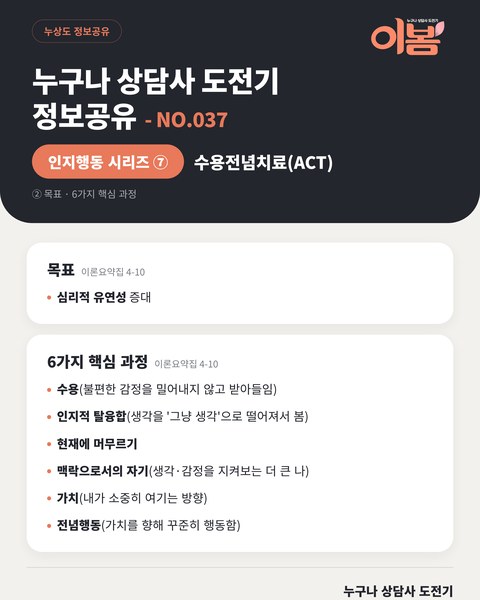 누상도 정보공유
누구나 상담사 도전기
이봄
누구나 상담사 도전기
정보공유 - NO.037
인지행동 시리즈 ⑦ 수용전념치료(ACT)
② 목표 · 6가지 핵심 과정
목표 이론요약집 4-10
• 심리적 유연성 증대
6가지 핵심 과정 이론요약집 4-10
• 수용(불편한 감정을 밀어내지 않고 받아들임)
• 인지적 탈융합(생각을 '그냥 생각'으로 떨어져서 봄)
• 현재에 머무르기
• 맥락으로서의 자기(생각·감정을 지켜보는 더 큰 나)
• 가치(내가 소중히 여기는 방향)
• 전념행동(가치를 향해 꾸준히 행동함)
누구나 상담사 도전기